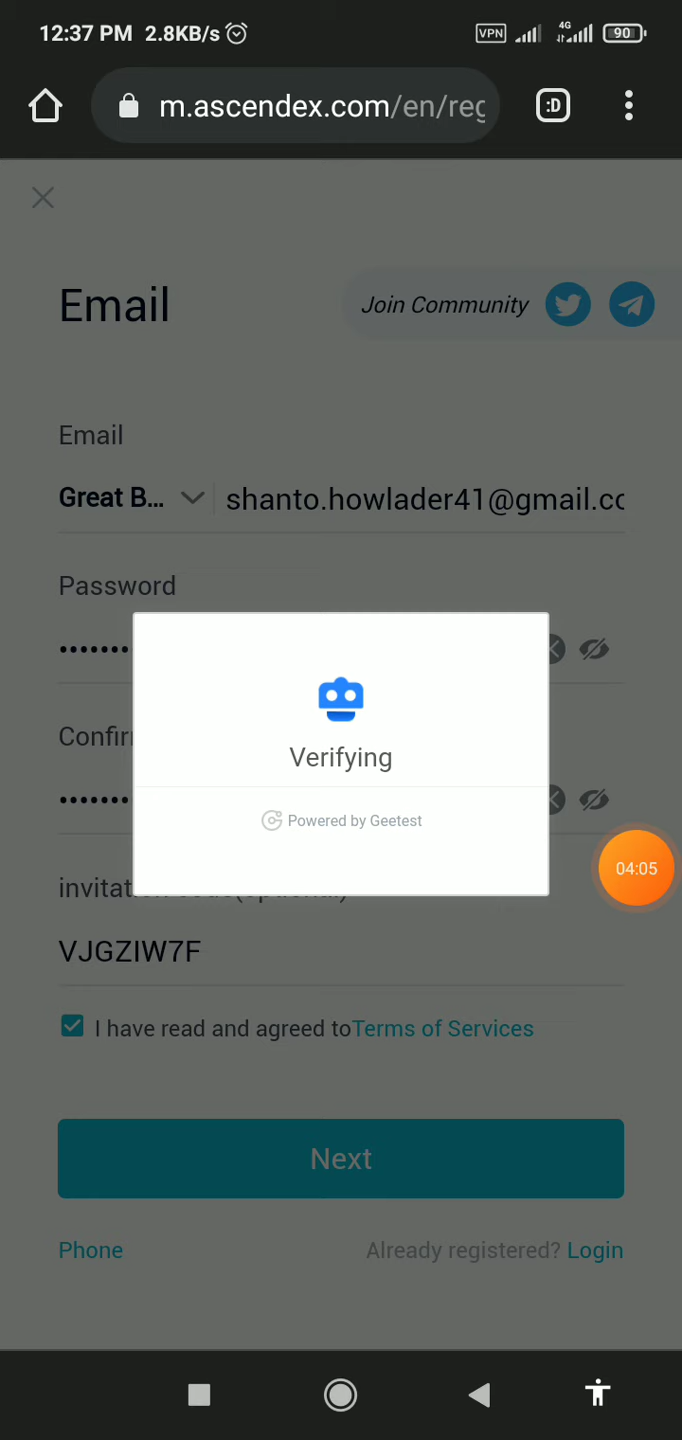 12:37 PM 2.8KB/s VPN 4G 90
m.ascendex.com/en/reg :D
Email
Join Community
Email
Great B... shanto.howlader41@gmail.co
Password
•••••••
Verifying
Confir
•••••••
Powered by Geetest
04:05
VJGZIW7F
I have read and agreed toTerms of Services
Next
Phone Already registered? Login